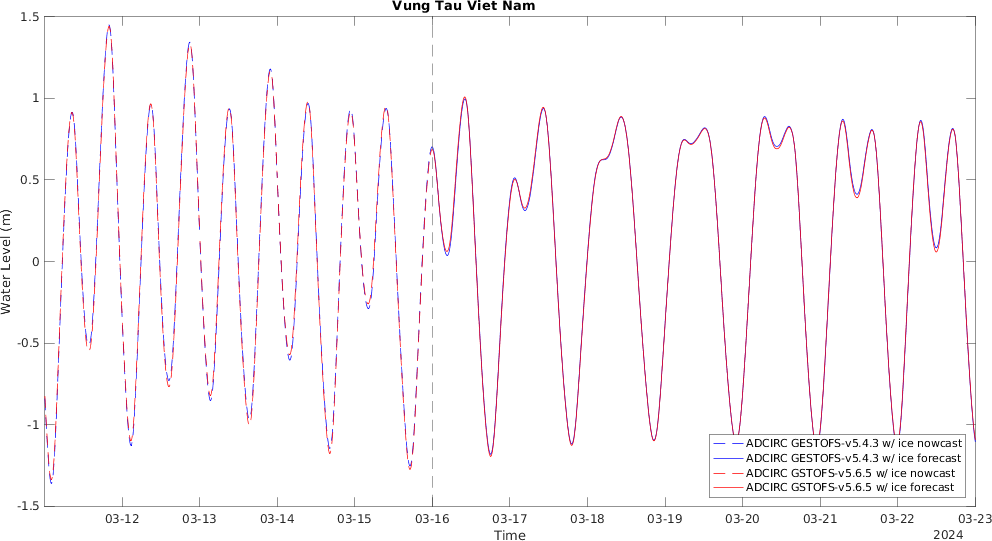 Vung Tau Viet Nam
1.5
1
0.5
0
-0.5
-1
-1.5
Water Level (m)
ADCIRC GESTOFS-v5.4.3 w/ ice nowcast
ADCIRC GESTOFS-v5.4.3 w/ ice forecast
ADCIRC GSTOFS-v5.6.5 w/ ice nowcast
ADCIRC GSTOFS-v5.6.5 w/ ice forecast
03-12 03-13 03-14 03-15 03-16 03-17 03-18 03-19 03-20 03-21 03-22 03-23
Time
2024